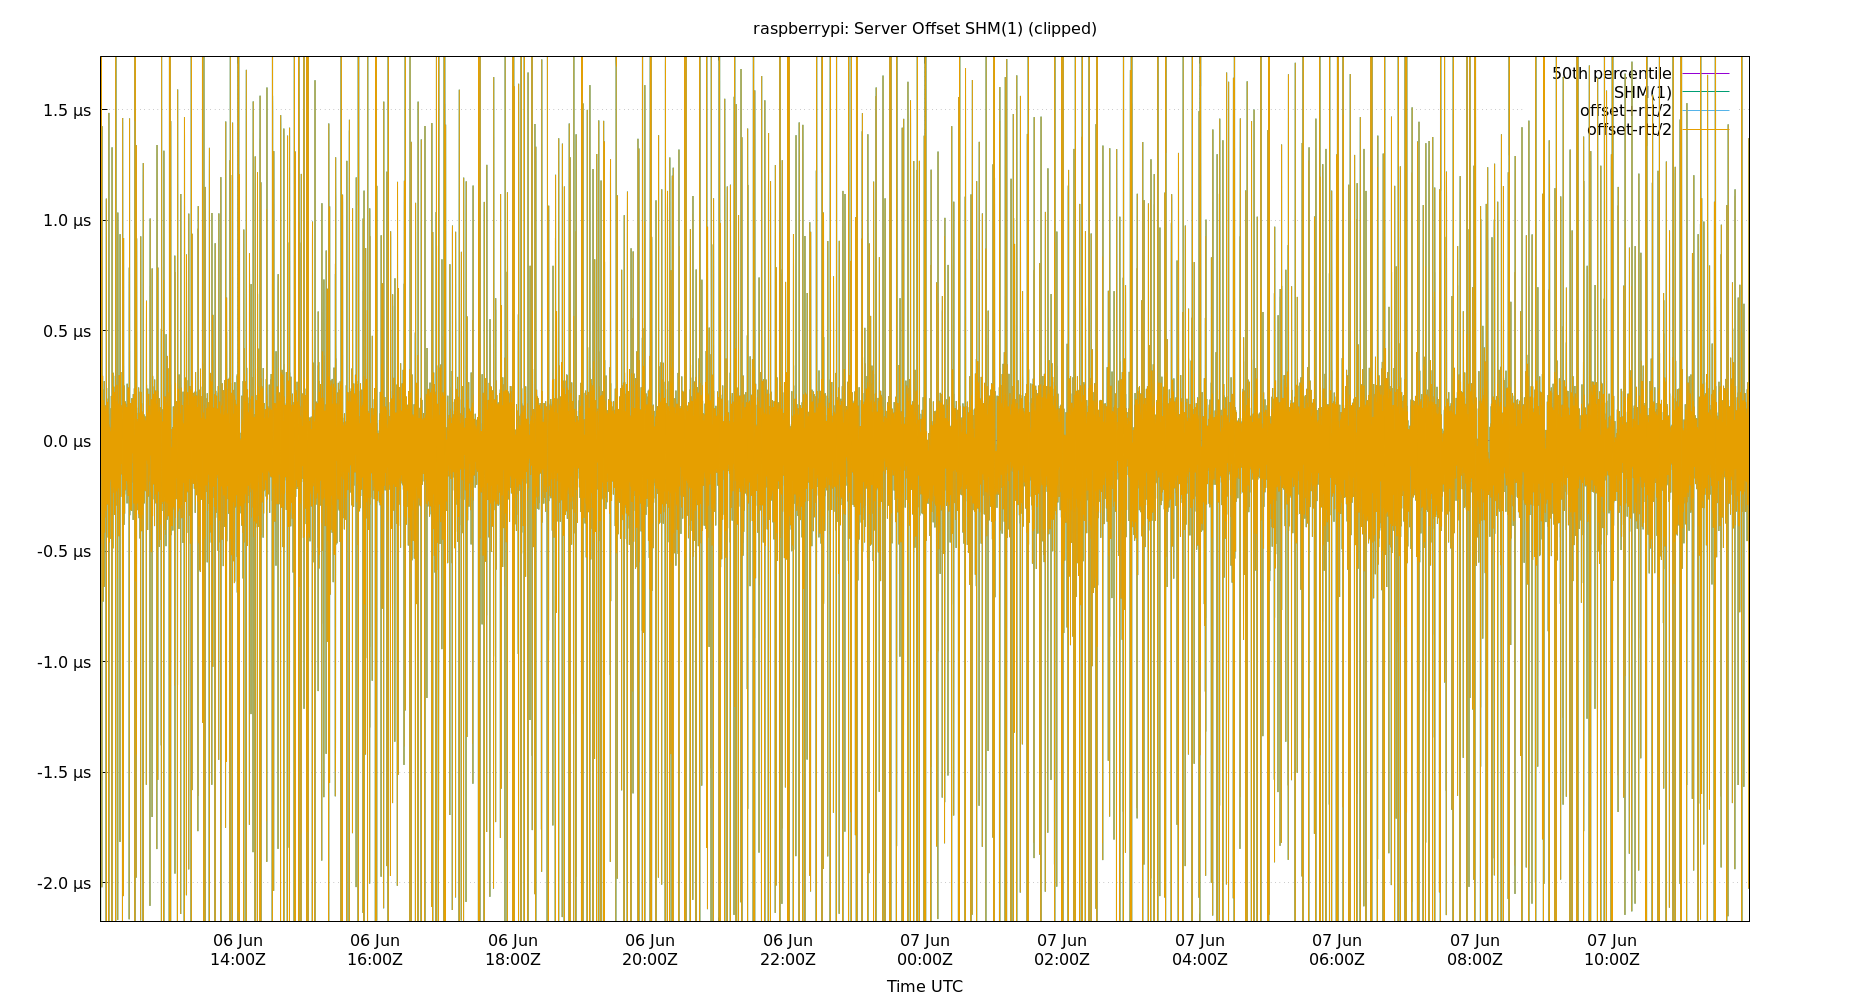 raspberrypi: Server Offset SHM(1) (clipped)
50th percentile
SHM(1)
offset+rtt/2
offset-rtt/2
1.5 µs
1.0 µs
0.5 µs
0.0 µs
-0.5 µs
-1.0 µs
-1.5 µs
-2.0 µs
06 Jun 06 Jun 06 Jun 06 Jun 06 Jun 07 Jun 07 Jun 07 Jun 07 Jun 07 Jun 07 Jun
14:00Z 16:00Z 18:00Z 20:00Z 22:00Z 00:00Z 02:00Z 04:00Z 06:00Z 08:00Z 10:00Z
Time UTC